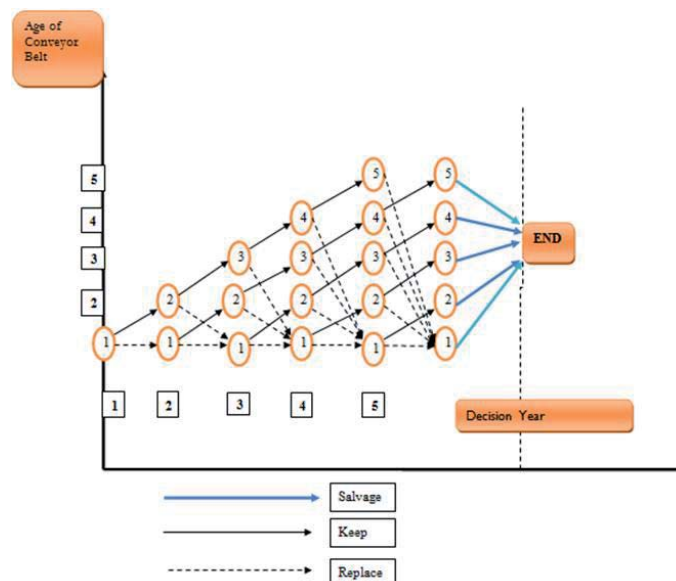 Age of
Conveyor
Belt
5
4
3
2
5 5
4 4 4
END
3 3 3 3
2 2 2 2 2
1 1 1 1 1 1
1 2 3 4 5
Decision Year
Salvage
Keep
Replace